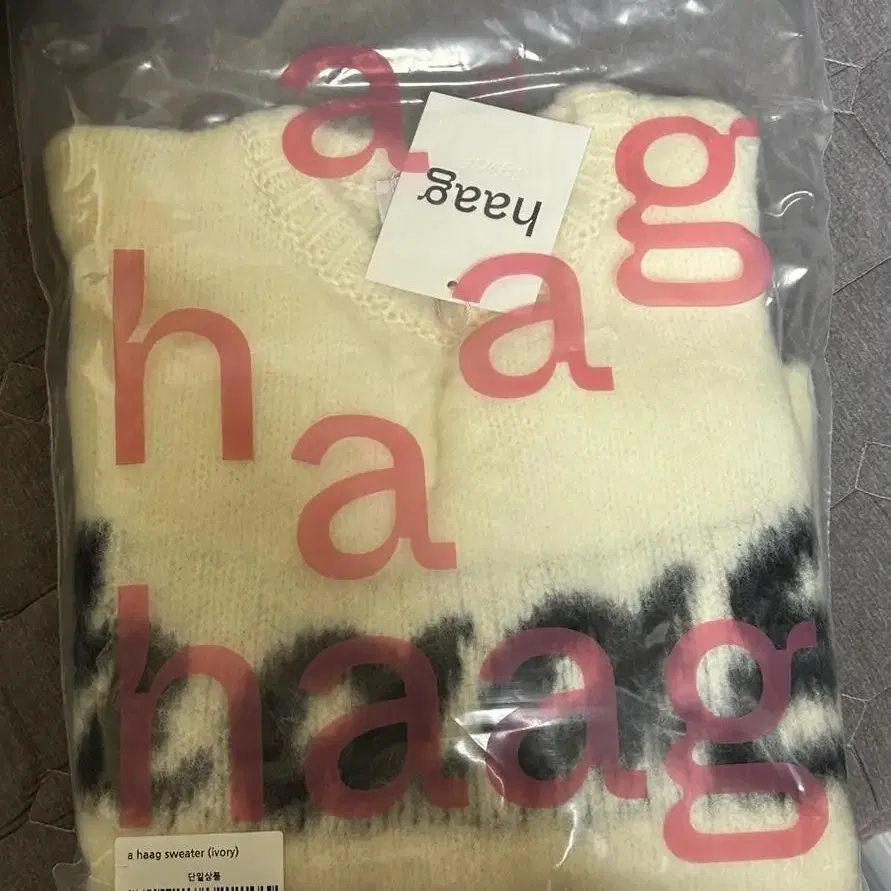 a
haag
g
a
h
a
haag
a haag sweater (ivory)
단일상품